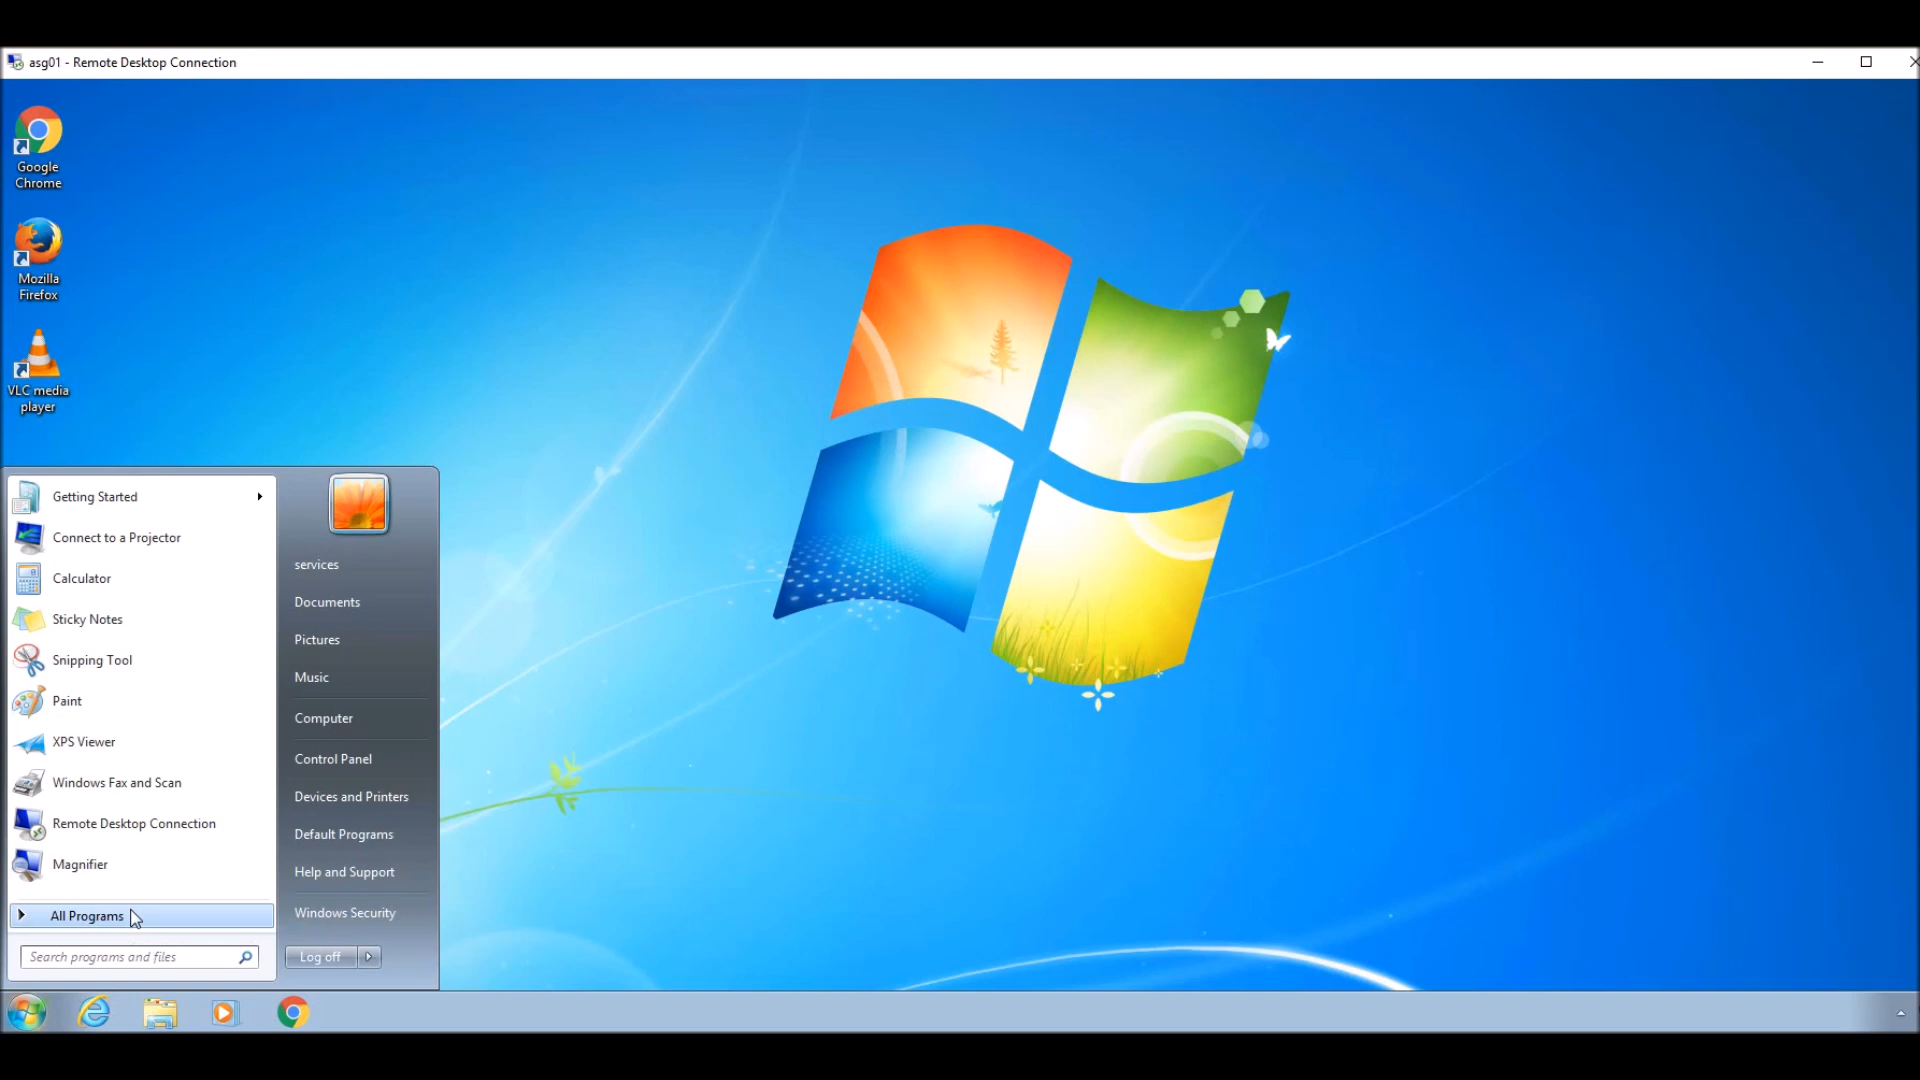 asg01 - Remote Desktop Connection
Google
Chrome
Mozilla
Firefox
VLC media
player
Getting Started
Connect to a Projector
Calculator
Sticky Notes
Snipping Tool
Paint
XPS Viewer
Windows Fax and Scan
Remote Desktop Connection
Magnifier
All Programs
Search programs and files
services
Documents
Pictures
Music
Computer
Control Panel
Devices and Printers
Default Programs
Help and Support
Windows Security
Log off